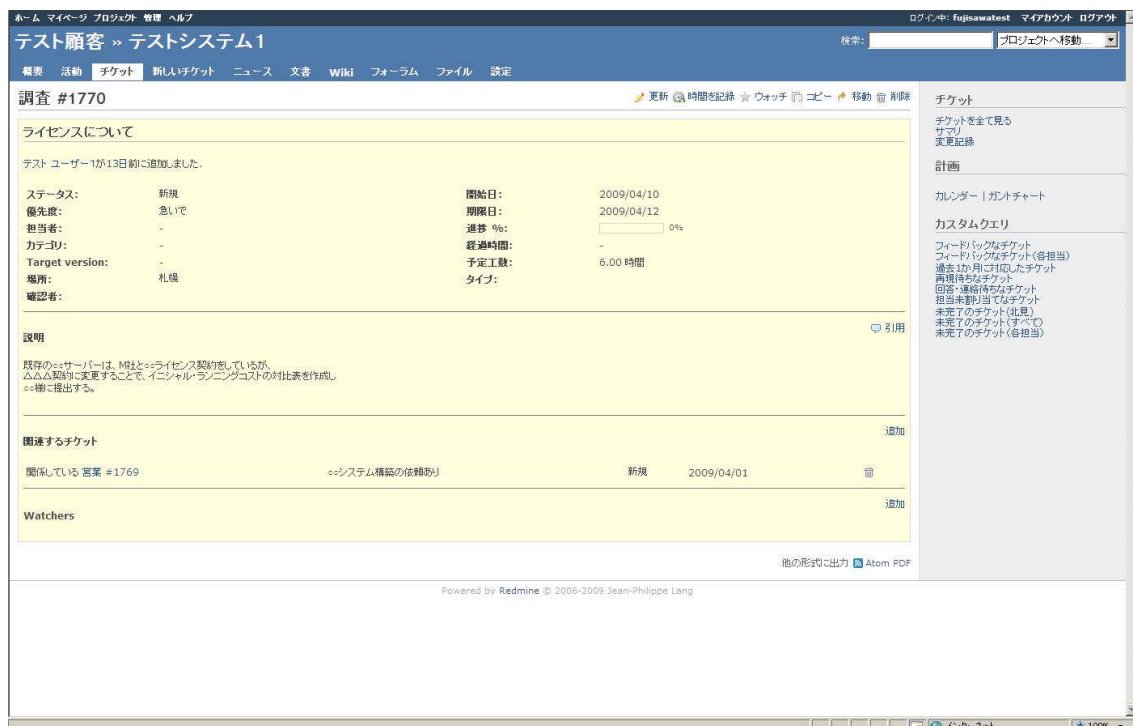 ホーム マイページ プロジェクト 管理 ヘルプ
ログイン中: fujisawatest マイアカウント ログアウト
テスト顧客 » テストシステム1
検索: プロジェクトへ移動...
概要 活動 チケット 新しいチケット ニュース 文書 Wiki フォーラム ファイル 設定
調査 #1770
更新 時間を記録 ウォッチ コピー 移動 削除
ライセンスについて
テスト ユーザー1が13日前に追加しました.
ステータス: 新規 開始日: 2009/04/10
優先度: 急いで 期限日: 2009/04/12
担当者: - 進捗 %: 0%
カテゴリ: - 経過時間: -
Target version: - 予定工数: 6.00 時間
場所: 札幌 タイプ:
確認者:
説明
引用
既存の○○サーバーは、M社と○○ライセンス契約をしているが、
△△△契約に変更することで、イニシャル・ランニングコストの対比表を作成し
○○様に提出する。
関連するチケット
追加
関係している 営業 #1769 ○○システム構築の依頼あり 新規 2009/04/01
Watchers
追加
他の形式に出力 Atom PDF
チケット
チケットを全て見る
サマリ
変更記録
計画
カレンダー | ガントチャート
カスタムクエリ
フィードバックなチケット
フィードバックなチケット(各担当)
過去1か月に対応したチケット
再現待ちなチケット
回答・連絡待ちなチケット
担当未割り当てなチケット
未完了のチケット(北見)
未完了のチケット(すべて)
未完了のチケット(各担当)
Powered by Redmine © 2006-2009 Jean-Philippe Lang
100%